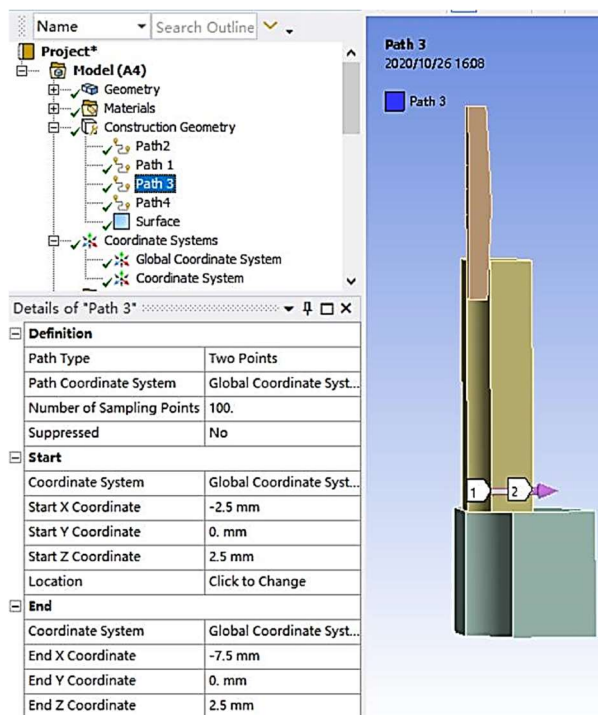 Name
Search Outline
Project*
Model (A4)
Geometry
Materials
Construction Geometry
Path2
Path 1
Path 3
Path4
Surface
Coordinate Systems
Global Coordinate System
Coordinate System
Details of "Path 3"
Definition
Path Type Two Points
Path Coordinate System Global Coordinate Syst...
Number of Sampling Points 100.
Suppressed No
Start
Coordinate System Global Coordinate Syst...
Start X Coordinate -2.5 mm
Start Y Coordinate 0. mm
Start Z Coordinate 2.5 mm
Location Click to Change
End
Coordinate System Global Coordinate Syst...
End X Coordinate -7.5 mm
End Y Coordinate 0. mm
End Z Coordinate 2.5 mm
Path 3
2020/10/26 16:08
Path 3
1 2